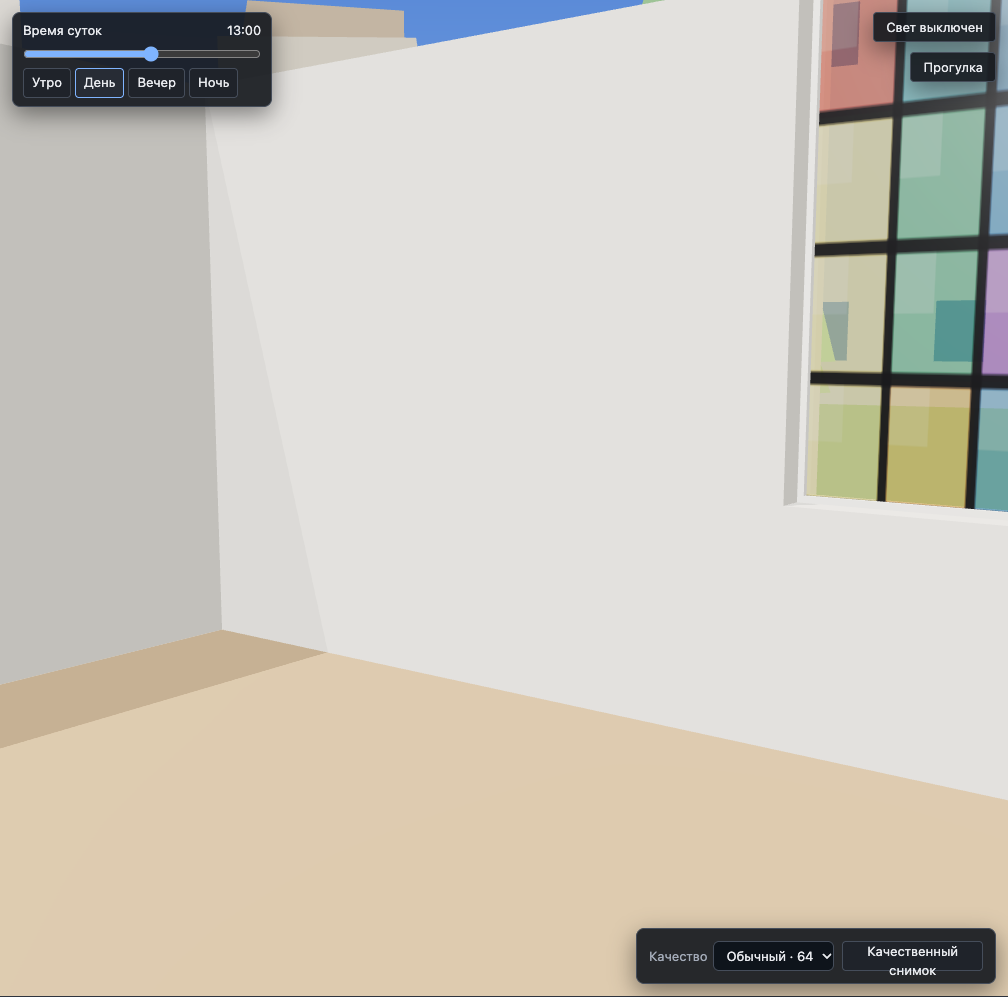 Время суток 13:00
Утро День Вечер Ночь
Свет выключен
Прогулка
Качество Обычный · 64 Качественный
снимок